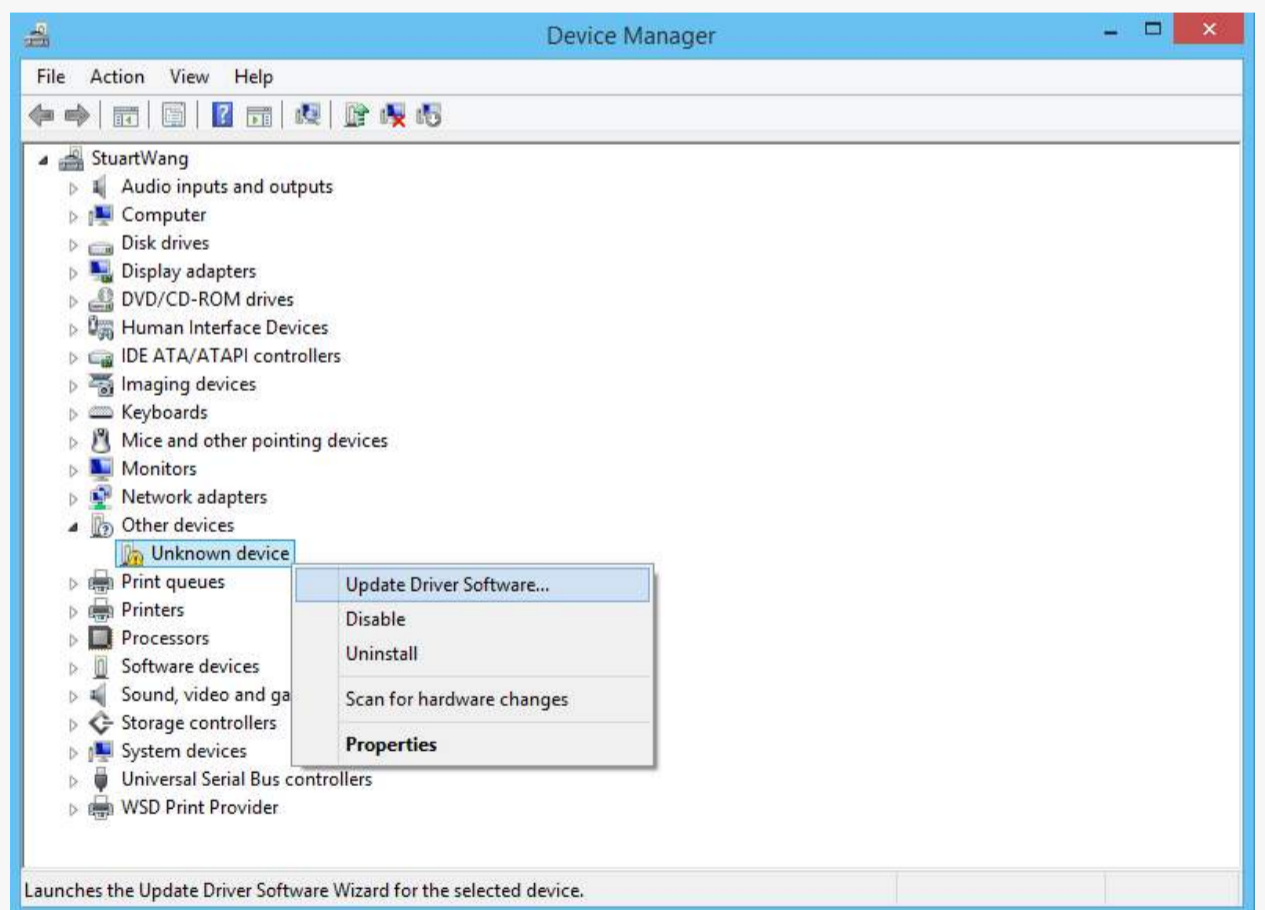 Device Manager
File Action View Help
StuartWang
Audio inputs and outputs
Computer
Disk drives
Display adapters
DVD/CD-ROM drives
Human Interface Devices
IDE ATA/ATAPI controllers
Imaging devices
Keyboards
Mice and other pointing devices
Monitors
Network adapters
Other devices
Unknown device
Print queues
Printers
Processors
Software devices
Sound, video and ga
Storage controllers
System devices
Universal Serial Bus controllers
WSD Print Provider
Update Driver Software...
Disable
Uninstall
Scan for hardware changes
Properties
Launches the Update Driver Software Wizard for the selected device.